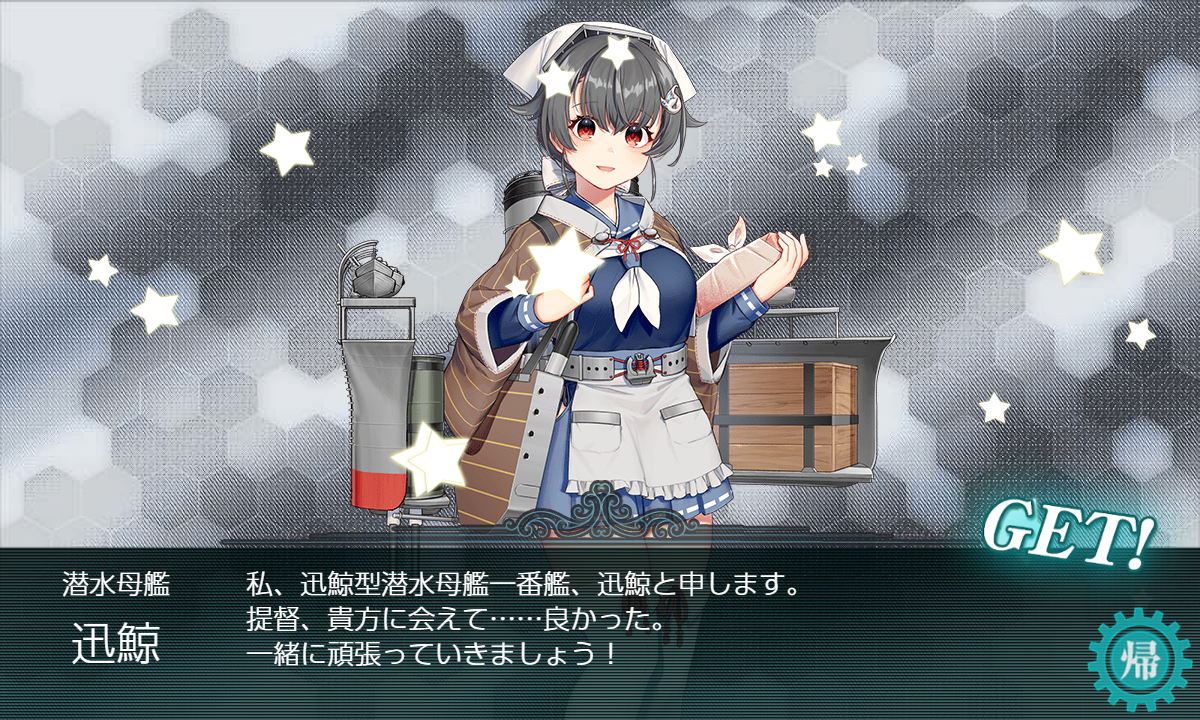 GET!
潜水母艦
迅鯨
私、迅鯨型潜水母艦一番艦、迅鯨と申します。
提督、貴方に会えて……良かった。
一緒に頑張っていきましょう！
帰